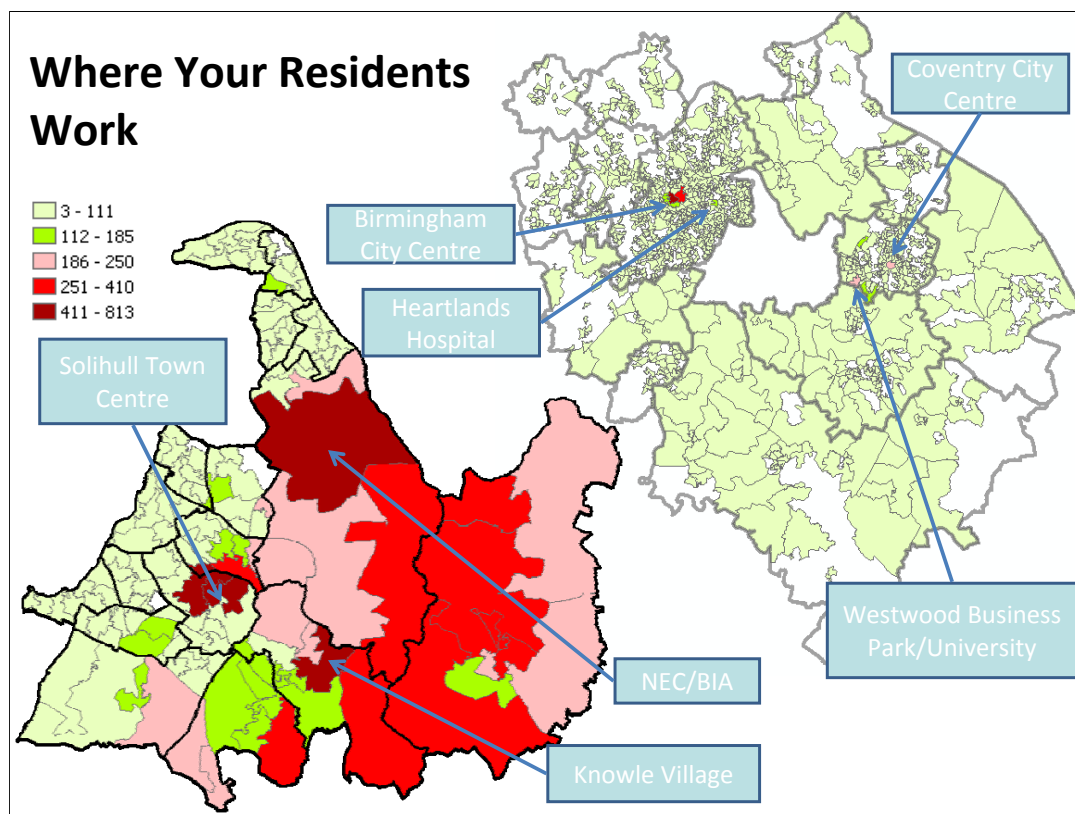 Where Your Residents
Work
3 - 111
112 - 185
186 - 250
251 - 410
411 - 813
Solihull Town
Centre
Birmingham
City Centre
Heartlands
Hospital
Coventry City
Centre
Westwood Business
Park/University
NEC/BIA
Knowle Village